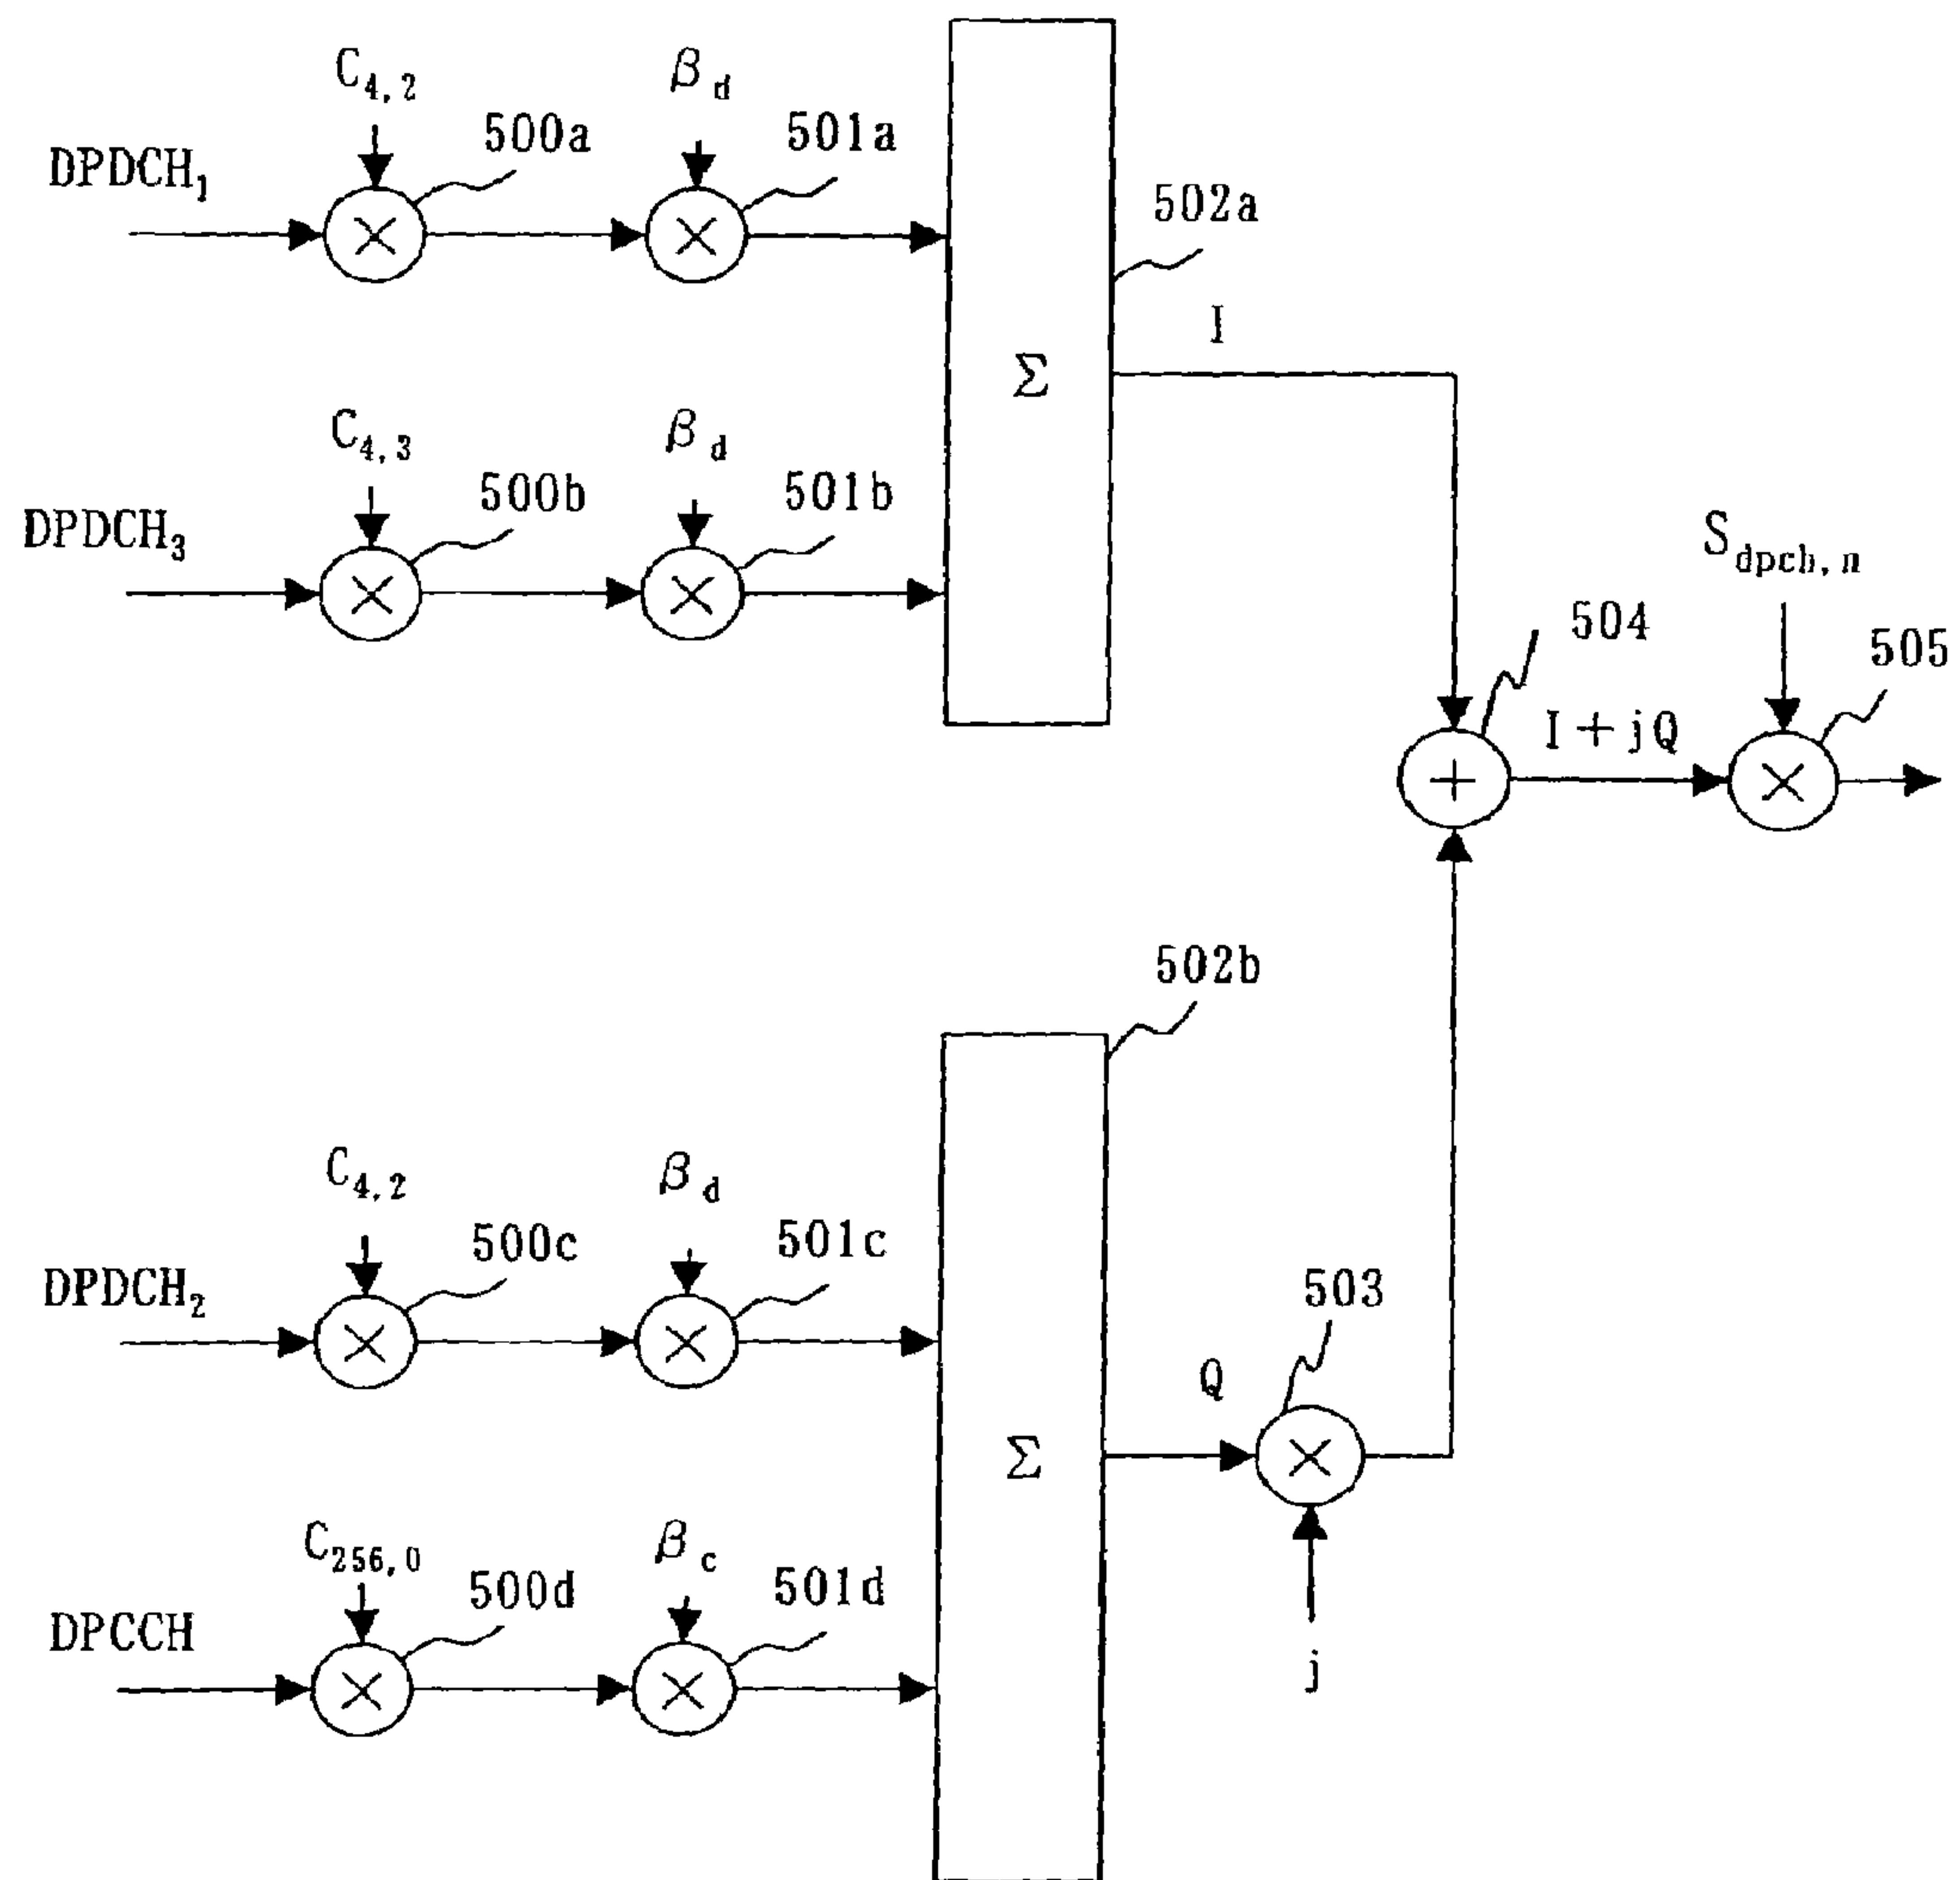 C4,2
βd
500a
501a
DPDCH1
502a
I
Σ
C4,3
βd
500b
501b
DPDCH3
Sdpch,n
504
505
I+jQ
+
502b
C4,2
βd
500c
501c
DPDCH2
503
Q
Σ
C256,0
βc
500d
501d
DPCCH
j